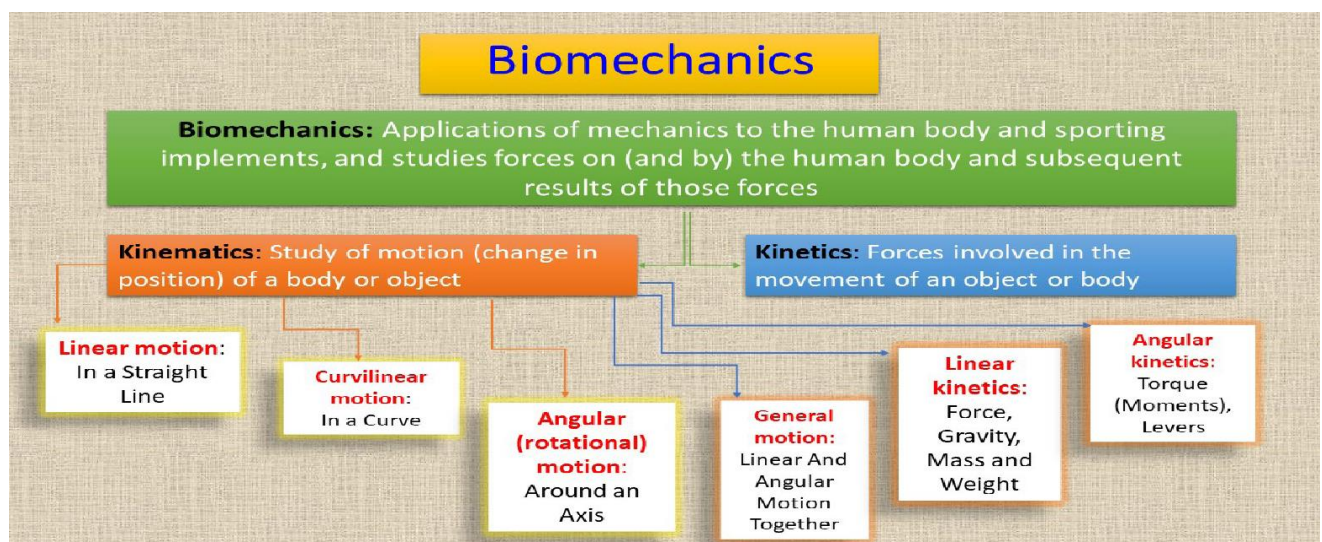 Biomechanics
Biomechanics: Applications of mechanics to the human body and sporting
implements, and studies forces on (and by) the human body and subsequent
results of those forces
Kinematics: Study of motion (change in
position) of a body or object
Kinetics: Forces involved in the
movement of an object or body
Linear motion:
In a Straight
Line
Curvilinear
motion:
In a Curve
Angular
(rotational)
motion:
Around an
Axis
General
motion:
Linear And
Angular
Motion
Together
Linear
kinetics:
Force,
Gravity,
Mass and
Weight
Angular
kinetics:
Torque
(Moments),
Levers